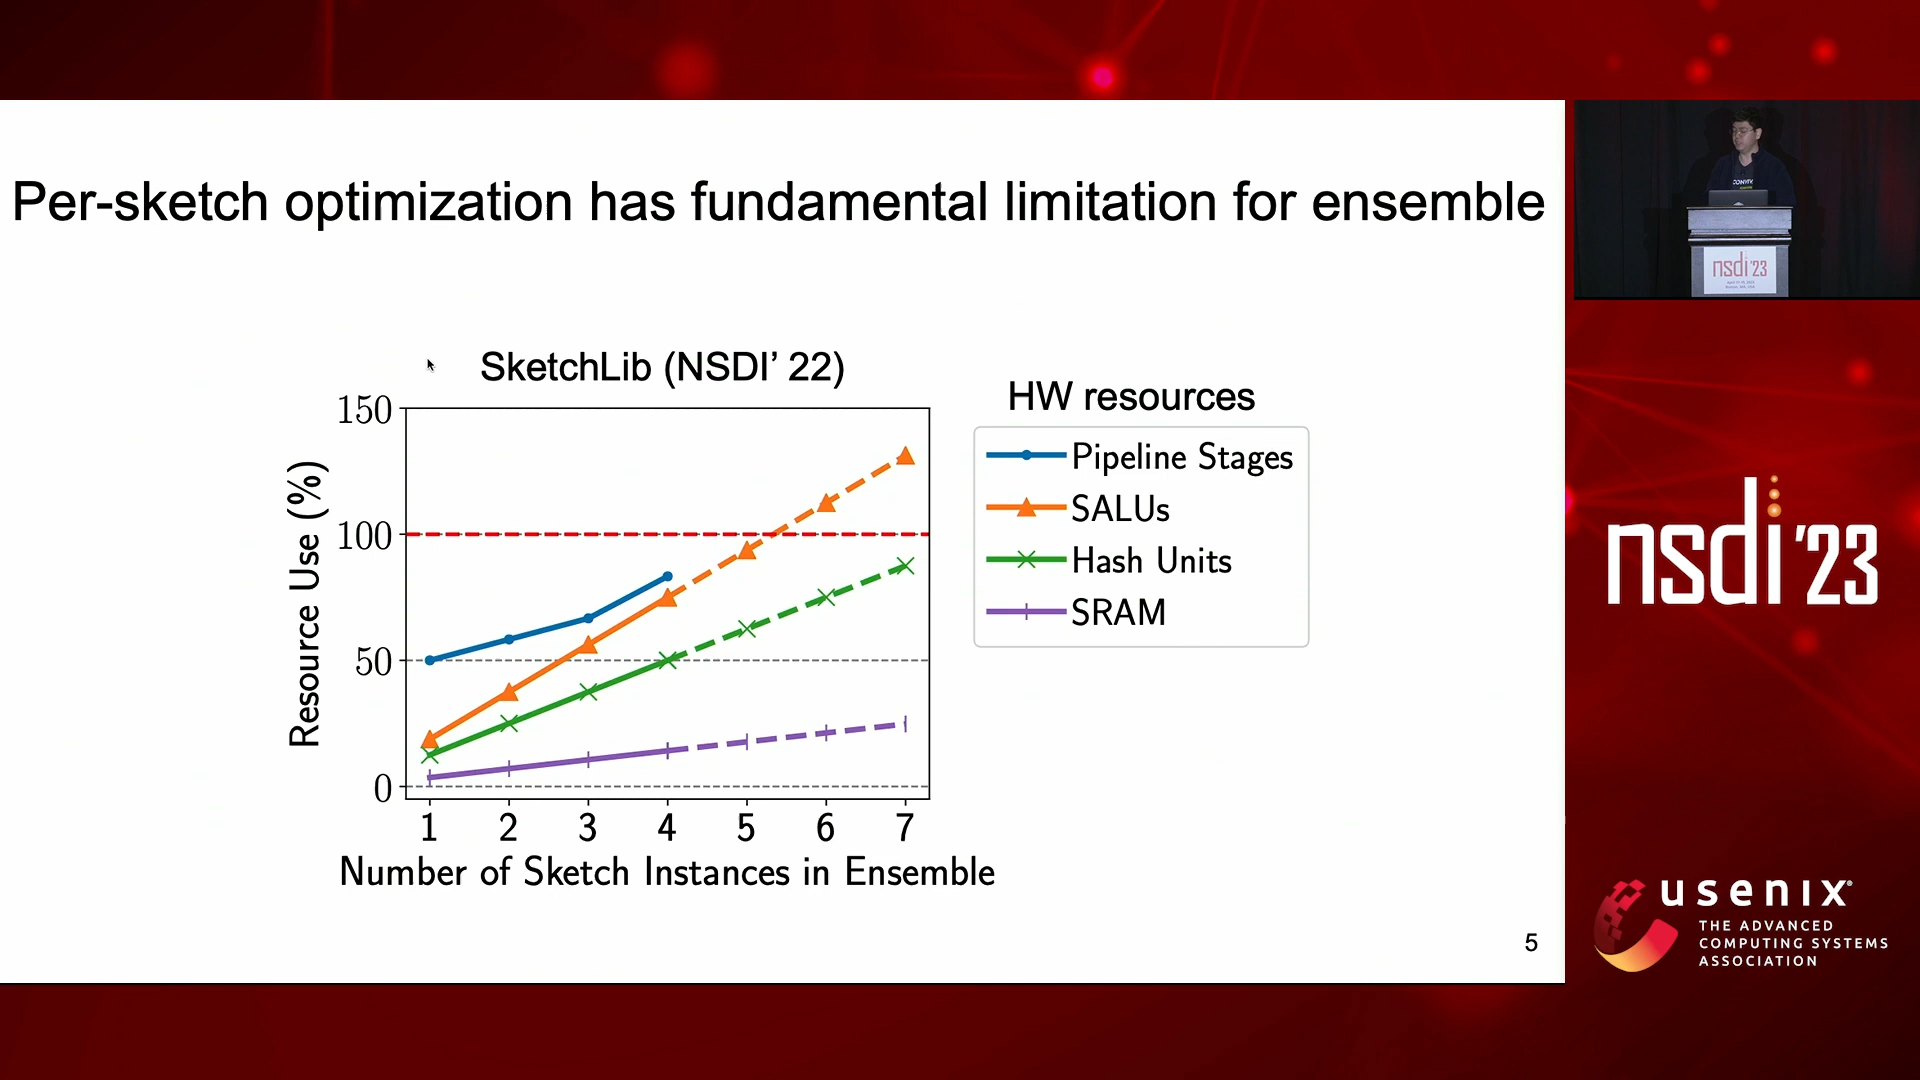 Per-sketch optimization has fundamental limitation for ensemble
SketchLib (NSDI’ 22)
150
100
50
0
Resource Use (%)
1 2 3 4 5 6 7
Number of Sketch Instances in Ensemble
HW resources
Pipeline Stages
SALUs
Hash Units
SRAM
5
nsdi '23
nsdi '23
usenix®
THE ADVANCED
COMPUTING SYSTEMS
ASSOCIATION